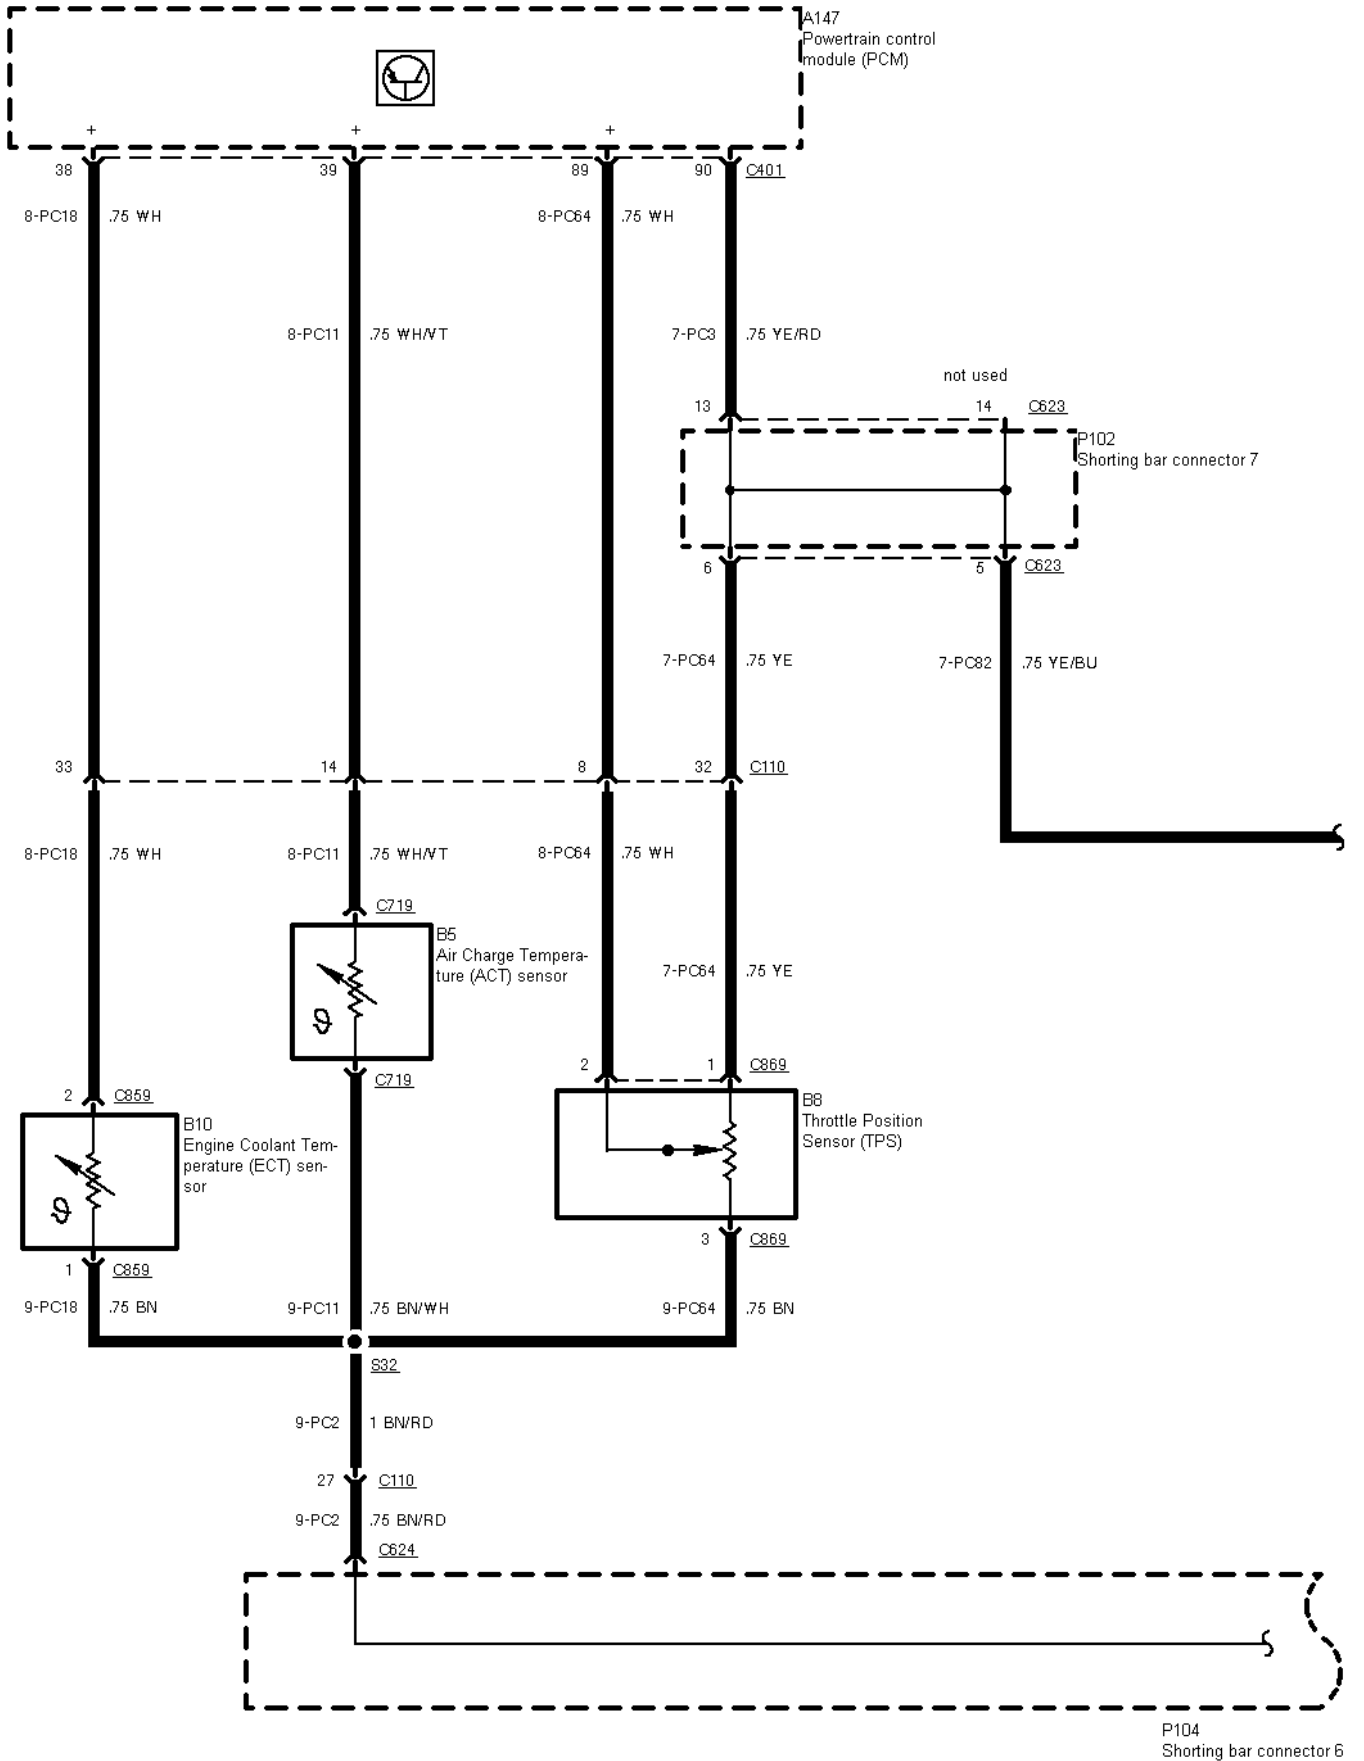 A147
Powertrain control
module (PCM)
+ + +
38 39 89 90 C401
8-PC18 .75 WH 8-PC64 .75 WH
8-PC11 .75 WH/VT 7-PC3 .75 YE/RD
not used
13 14 C623
P102
Shorting bar connector 7
6 5 C623
7-PC64 .75 YE 7-PC82 .75 YE/BU
33 14 8 32 C110
8-PC18 .75 WH 8-PC11 .75 WH/VT 8-PC64 .75 WH
C719
B5
Air Charge Tempera-
ture (ACT) sensor
7-PC64 .75 YE
ϑ
2 1 C869
C719
2 C859
B8
Throttle Position
Sensor (TPS)
B10
Engine Coolant Tem-
perature (ECT) sen-
sor
ϑ
3 C869
1 C859
9-PC18 .75 BN 9-PC11 .75 BN/WH 9-PC64 .75 BN
S32
9-PC2 1 BN/RD
27 C110
9-PC2 .75 BN/RD
C624
P104
Shorting bar connector 6